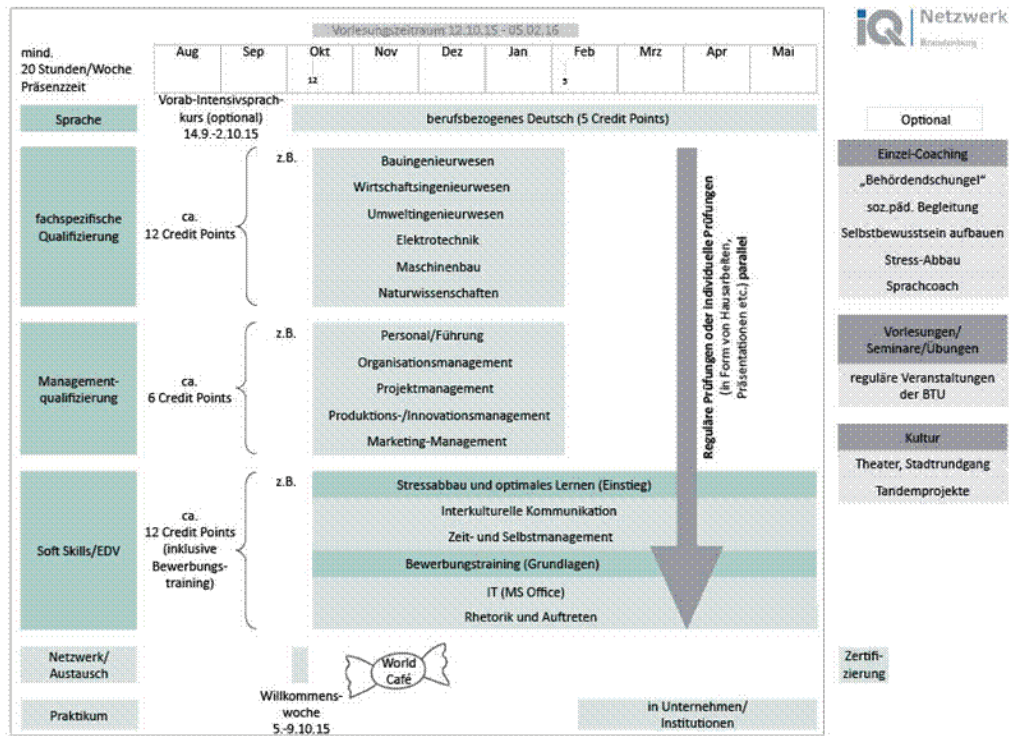 Vorlesungszeitraum 12.10.15 - 05.02.16
iQ Netzwerk
Brandenburg
mind.
20 Stunden/Woche
Präsenzzeit
Aug Sep Okt Nov Dez Jan Feb Mrz Apr Mai
12
Sprache
Vorab-Intensivsprach-
kurs (optional)
14.9.-2.10.15
berufsbezogenes Deutsch (5 Credit Points)
fachspezifische
Qualifizierung
ca.
12 Credit Points
z.B.
Bauingenieurwesen
Wirtschaftsingenieurwesen
Umweltingenieurwesen
Elektrotechnik
Maschinenbau
Naturwissenschaften
Management-
qualifizierung
ca.
6 Credit Points
z.B.
Personal/Führung
Organisationsmanagement
Projektmanagement
Produktions-/Innovationsmanagement
Marketing-Management
Soft Skills/EDV
ca.
12 Credit Points
(inklusive
Bewerbungs-
training)
z.B.
Stressabbau und optimales Lernen (Einstieg)
Interkulturelle Kommunikation
Zeit- und Selbstmanagement
Bewerbungstraining (Grundlagen)
IT (MS Office)
Rhetorik und Auftreten
Reguläre Prüfungen oder individuelle Prüfungen
(in Form von Hausarbeiten,
Präsentationen etc.) parallel
Netzwerk/
Austausch
World
Café
Willkommens-
woche
5.-9.10.15
Praktikum
in Unternehmen/
Institutionen
Optional
Einzel-Coaching
„Behördendschungel“
soz.päd. Begleitung
Selbstbewusstsein aufbauen
Stress-Abbau
Sprachcoach
Vorlesungen/
Seminare/Übungen
reguläre Veranstaltungen
der BTU
Kultur
Theater, Stadtrundgang
Tandemprojekte
Zertifi-
zierung